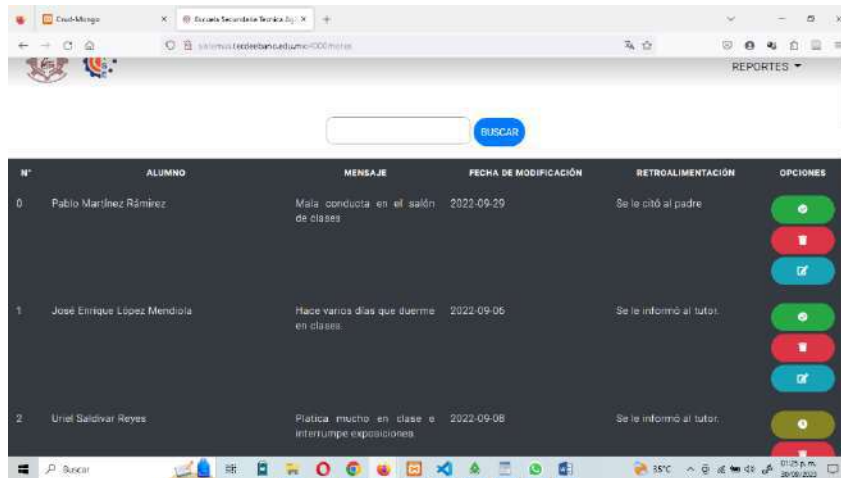 Crud-Mongo
Escuela Secundaria Tecnica
REPORTES
BUSCAR
N° ALUMNO MENSAJE FECHA DE MODIFICACIÓN RETROALIMENTACIÓN OPCIONES
0 Pablo Martínez Rámirez Mala conducta en el salón 2022-09-29 Se le citó al padre
de clases
1 José Enrique López Mendiola Hace varios días que duerme 2022-09-05 Se le informó al tutor.
en clases.
2 Uriel Saldivar Reyes Platica mucho en clase e 2022-09-08 Se le informó al tutor.
interrumpe exposiciones.
Buscar 35°C 01:25 p. m.